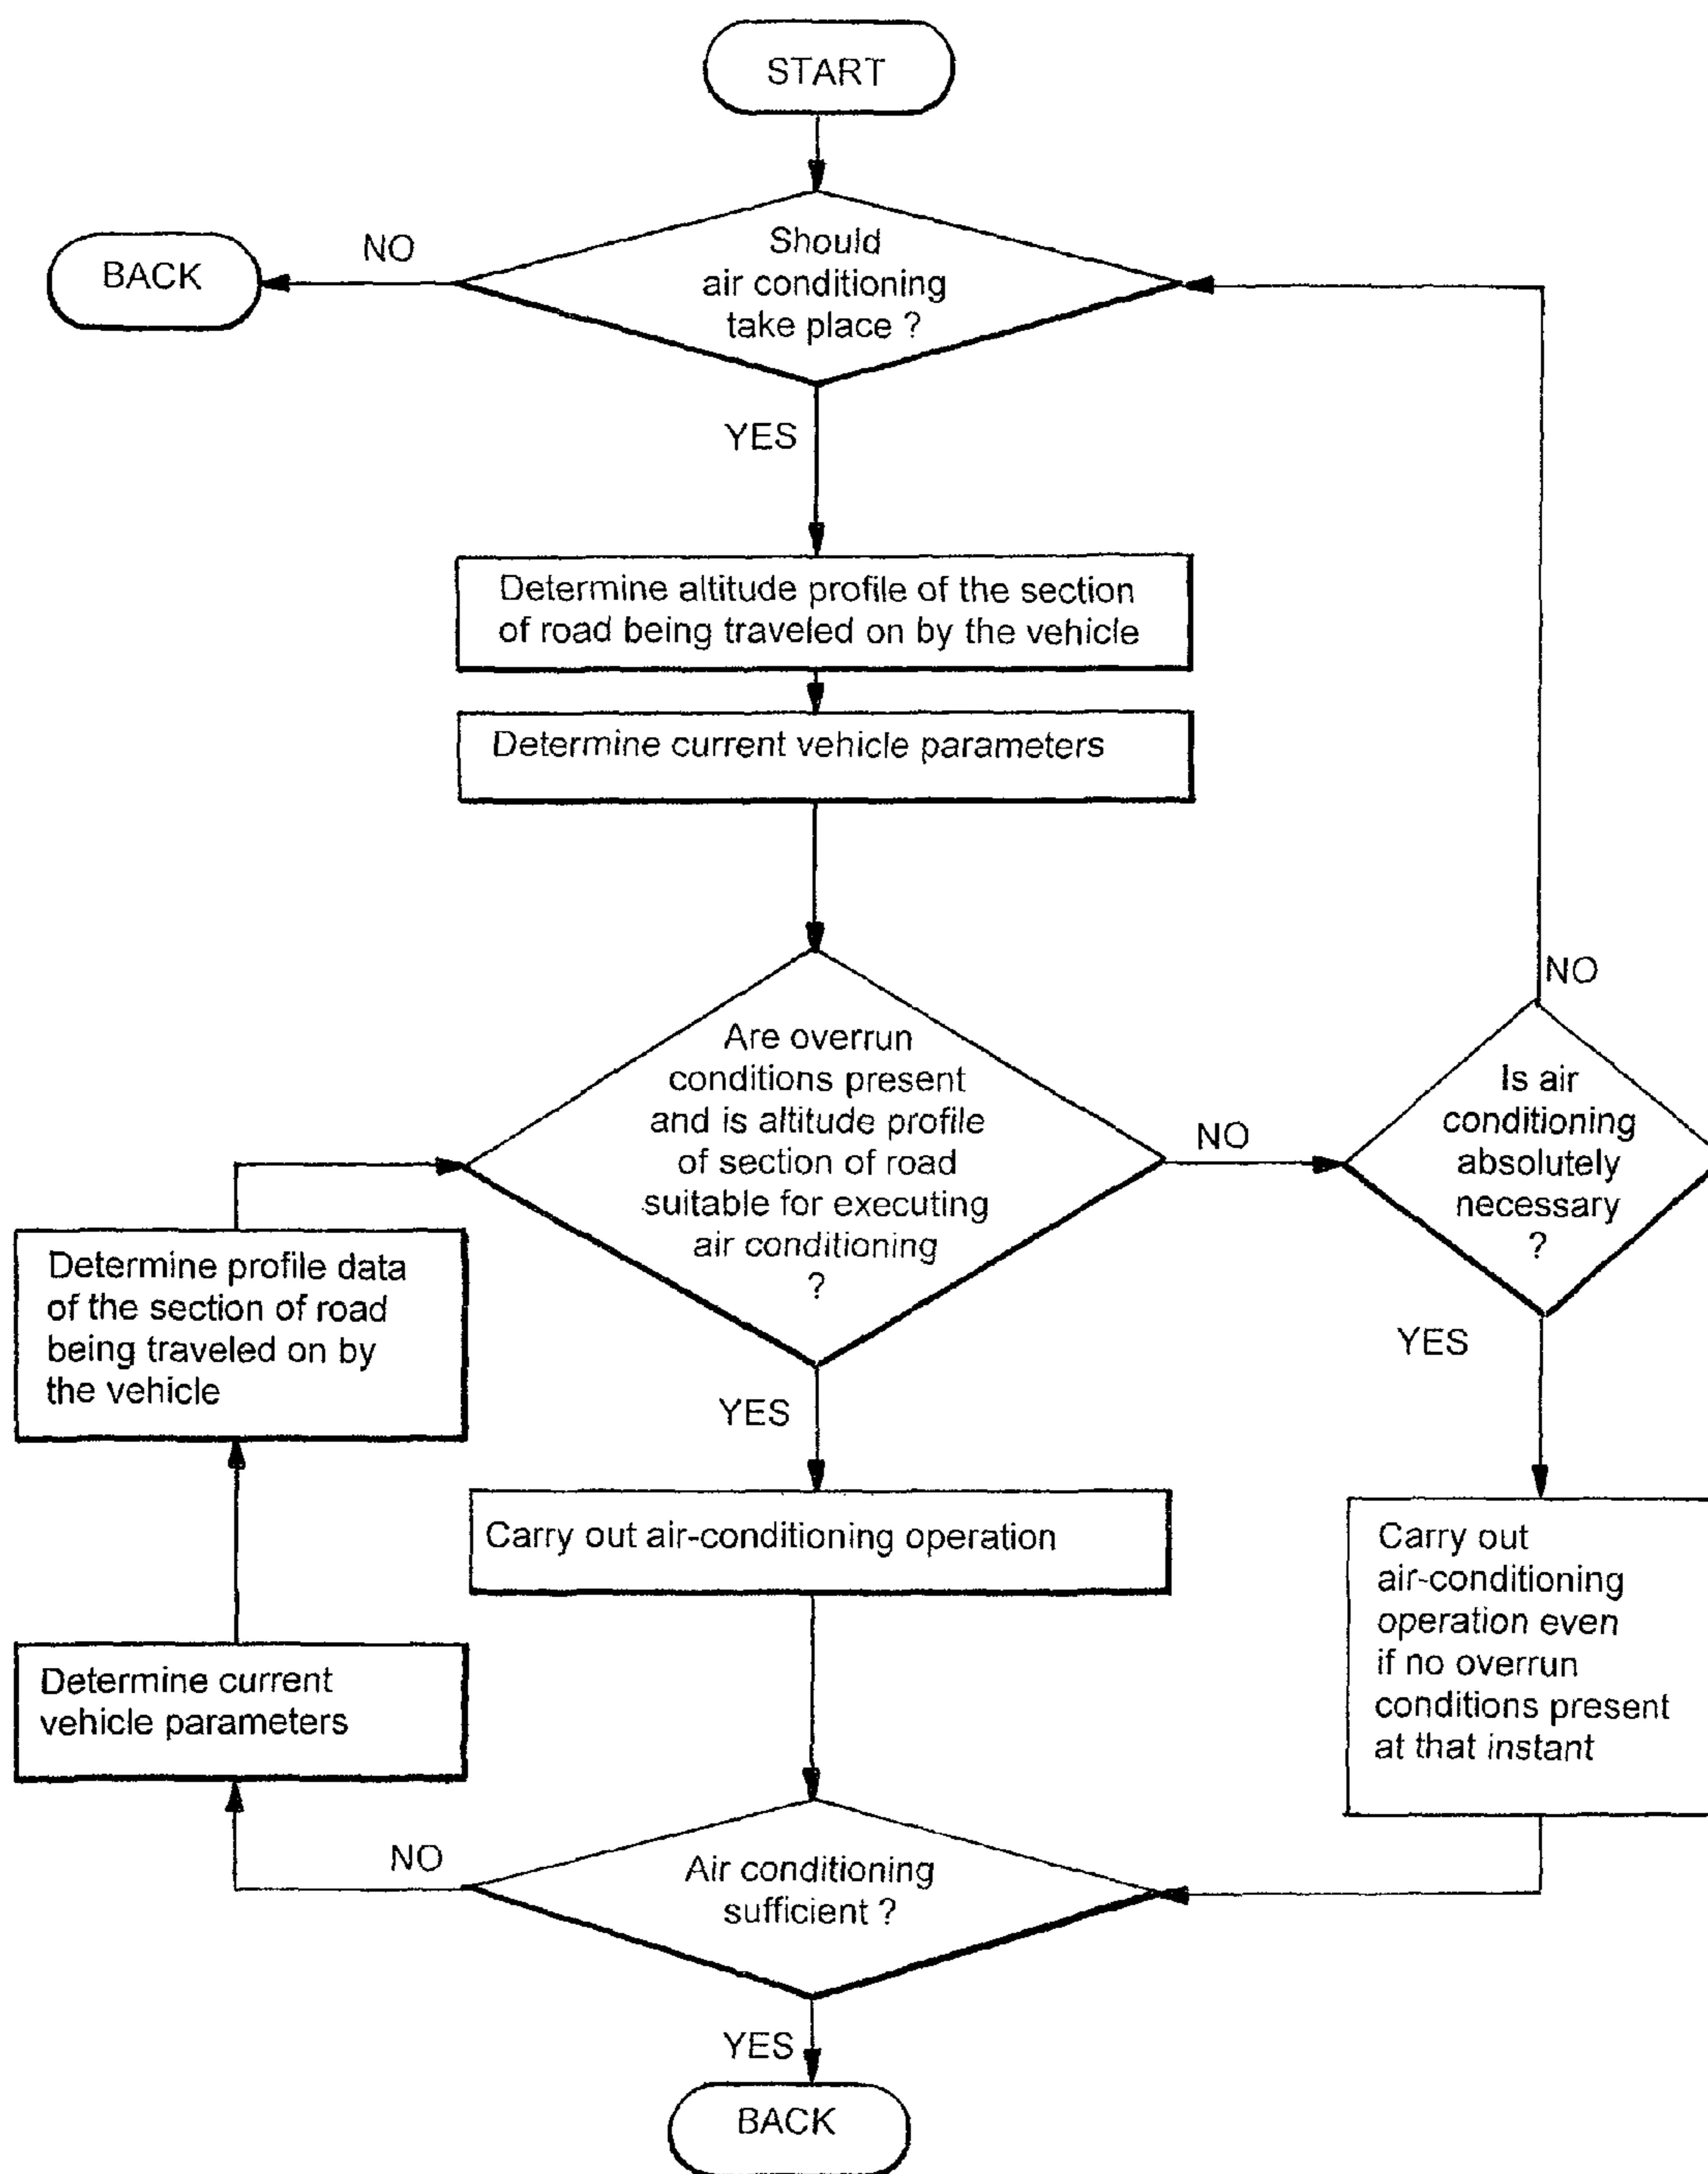 START
NO
BACK
Should
air conditioning
take place ?
YES
Determine altitude profile of the section
of road being traveled on by the vehicle
Determine current vehicle parameters
NO
Are overrun
conditions present
and is altitude profile
of section of road
suitable for executing
air conditioning
?
NO
Is air
conditioning
absolutely
necessary
?
Determine profile data
of the section of road
being traveled on by
the vehicle
YES
YES
Carry out air-conditioning operation
Carry out
air-conditioning
operation even
if no overrun
conditions present
at that instant
Determine current
vehicle parameters
NO
Air conditioning
sufficient ?
YES
BACK